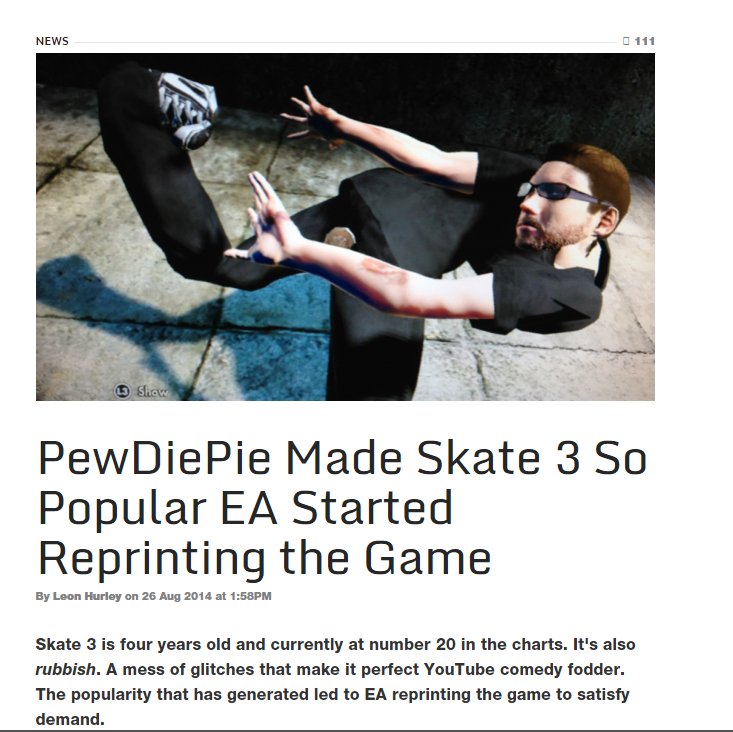 NEWS
111
L3 Show
PewDiePie Made Skate 3 So
Popular EA Started
Reprinting the Game
By Leon Hurley on 26 Aug 2014 at 1:58PM
Skate 3 is four years old and currently at number 20 in the charts. It's also
rubbish. A mess of glitches that make it perfect YouTube comedy fodder.
The popularity that has generated led to EA reprinting the game to satisfy
demand.